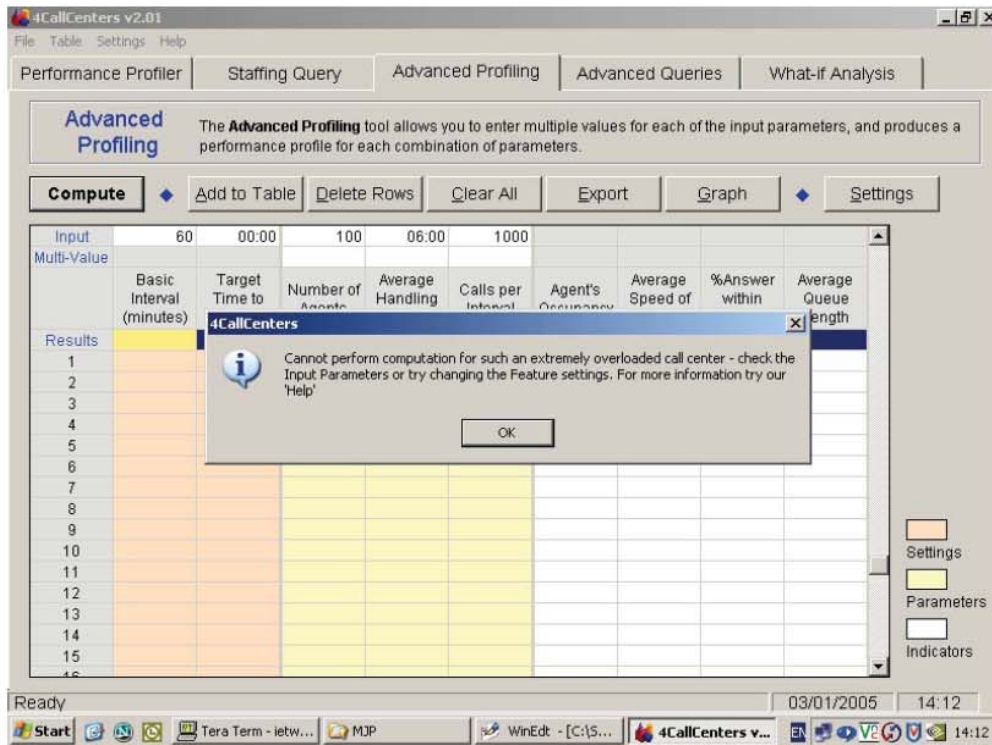 4CallCenters v2.01
File Table Settings Help
Performance Profiler Staffing Query Advanced Profiling Advanced Queries What-if Analysis
Advanced Profiling
The Advanced Profiling tool allows you to enter multiple values for each of the input parameters, and produces a
performance profile for each combination of parameters.
Compute Add to Table Delete Rows Clear All Export Graph Settings
Input 60 00:00 100 06:00 1000
Multi-Value
Basic Interval (minutes) Target Time to Number of Agents Average Handling Calls per Interval Agent's Occupancy Average Speed of %Answer within Average Queue ength
4CallCenters
Cannot perform computation for such an extremely overloaded call center - check the
Input Parameters or try changing the Feature settings. For more information try our
'Help'
OK
Results
1
2
3
4
5
6
7
8
9
10
11
12
13
14
15
16
Settings
Parameters
Indicators
Ready 03/01/2005 14:12
Start Tera Term - ietw... MJP WinEdt - [C:\S... 4CallCenters v... EN 14:12